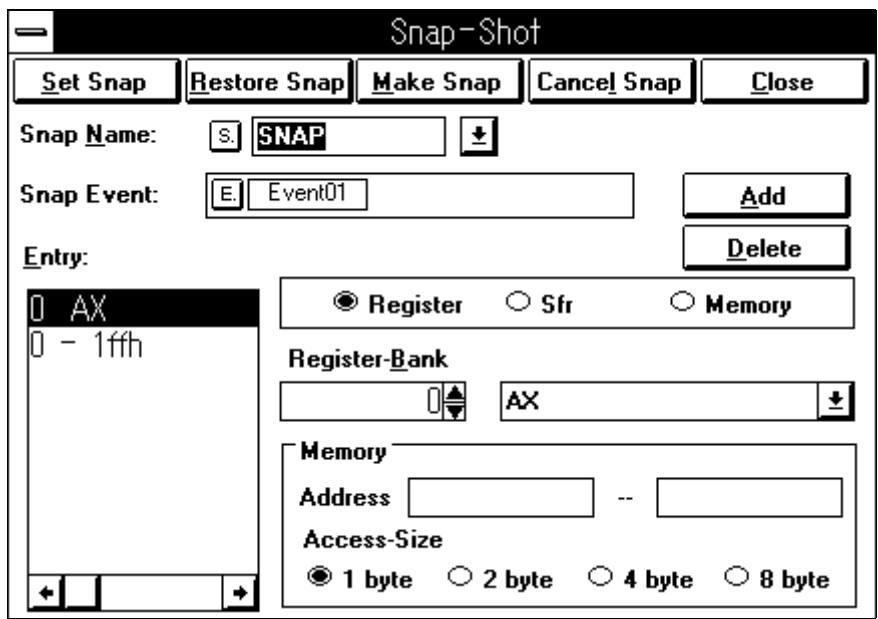 Snap-Shot
Set Snap Restore Snap Make Snap Cancel Snap Close
Snap Name: S. SNAP
Snap Event: E. Event01 Add
Delete
Entry:
0 AX
0 - 1ffh
Register Sfr Memory
Register-Bank
0 AX
Memory
Address --
Access-Size
1 byte 2 byte 4 byte 8 byte